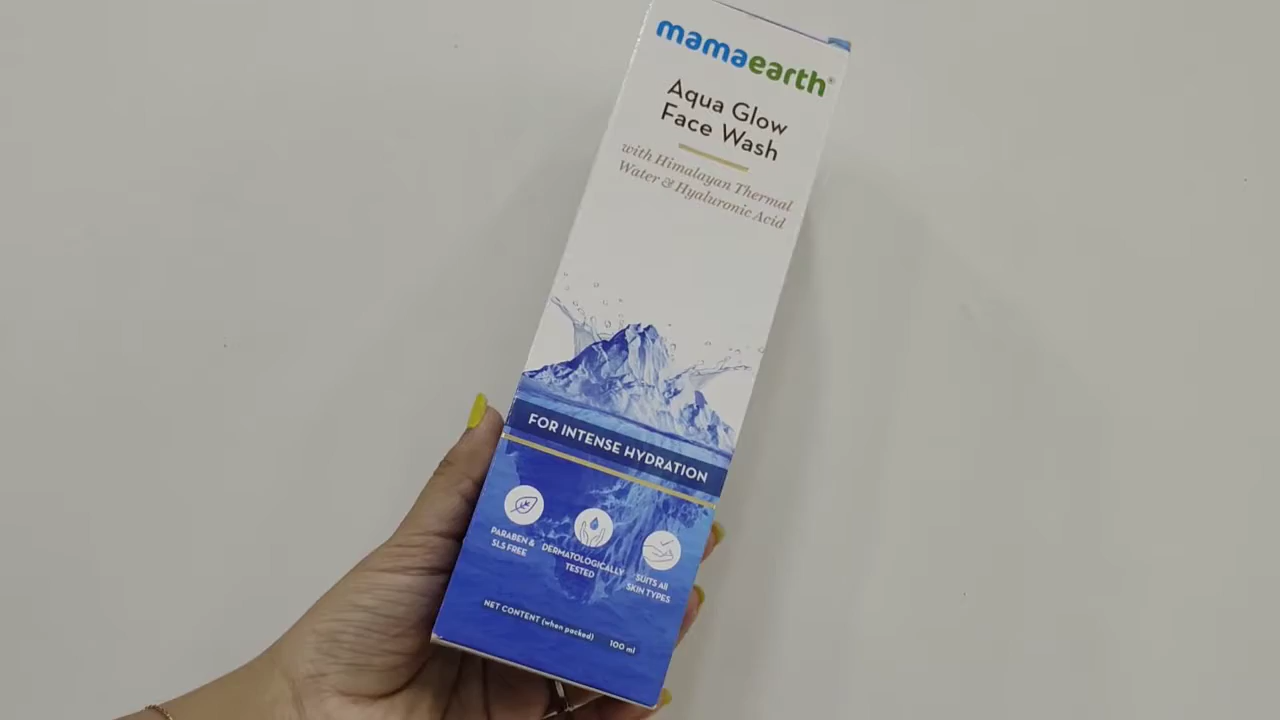 mamaearth®
Aqua Glow
Face Wash
with Himalayan Thermal
Water & Hyaluronic Acid
FOR INTENSE HYDRATION
PARABEN &
SLS FREE
DERMATOLOGICALLY
TESTED
SUITS All
SKIN TYPES
NET CONTENT (when packed) 100 ml